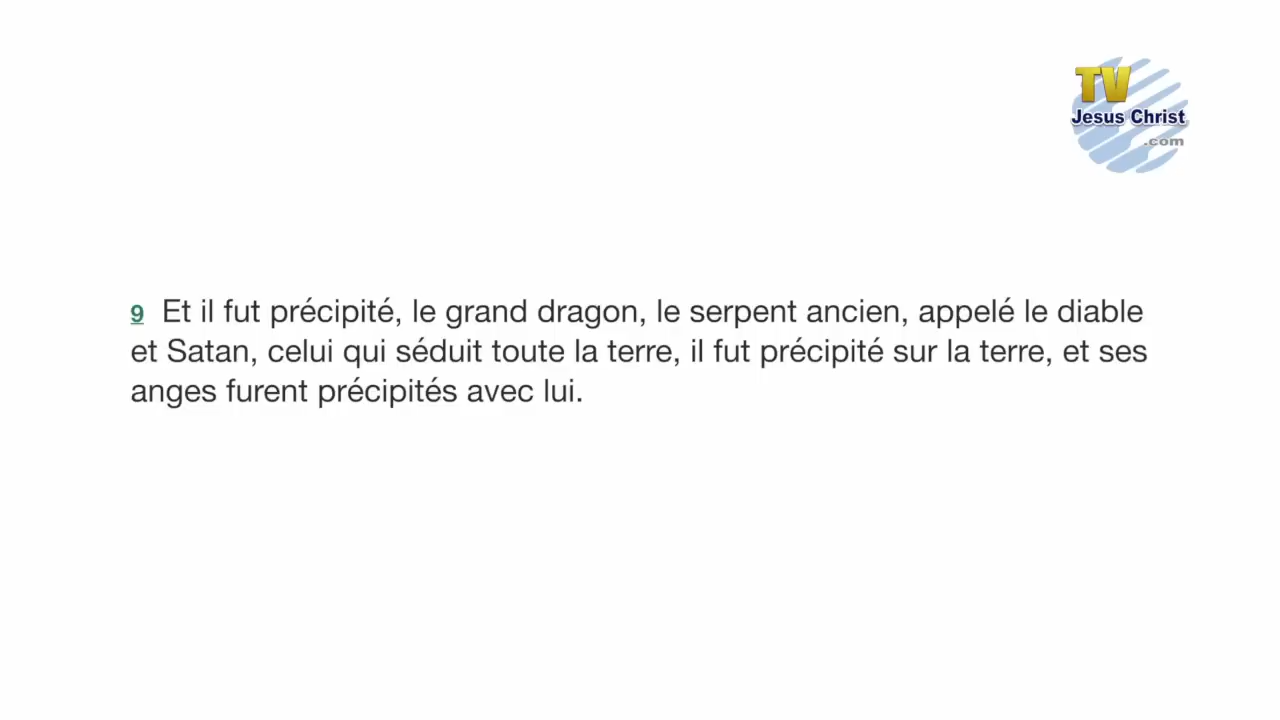 TV
Jesus Christ
.com
9 Et il fut précipité, le grand dragon, le serpent ancien, appelé le diable
et Satan, celui qui séduit toute la terre, il fut précipité sur la terre, et ses
anges furent précipités avec lui.